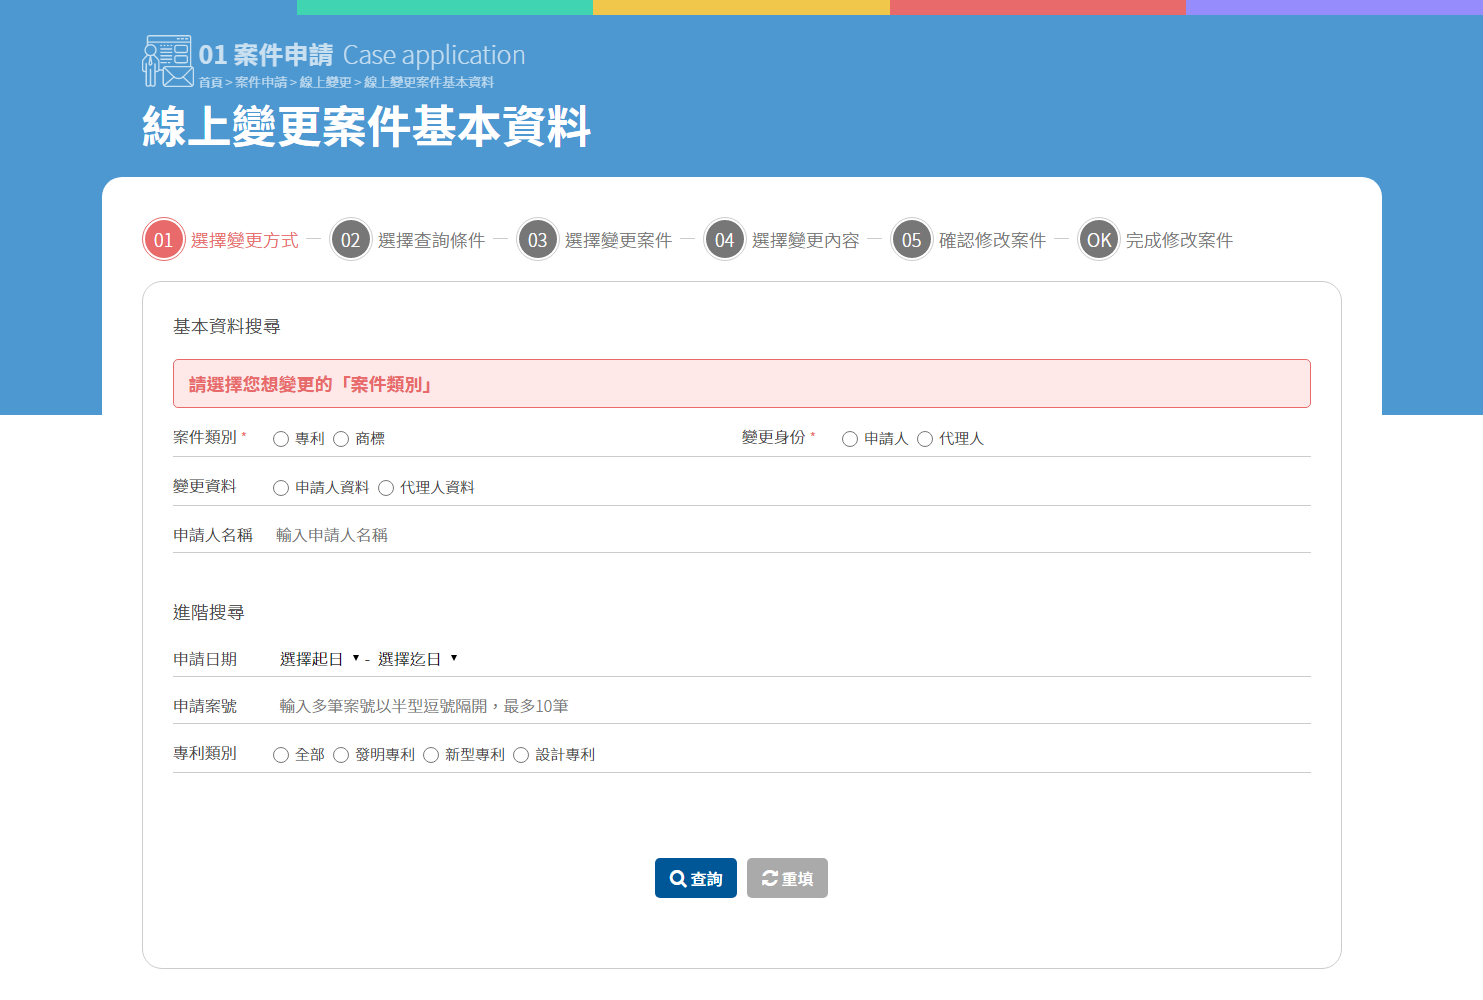 01 案件申請 Case application
首頁 > 案件申請 > 線上變更 > 線上變更案件基本資料
線上變更案件基本資料
01 選擇變更方式 02 選擇查詢條件 03 選擇變更案件 04 選擇變更內容 05 確認修改案件 OK 完成修改案件
基本資料搜尋
請選擇您想變更的「案件類別」
案件類別 * 專利 商標 變更身份 * 申請人 代理人
變更資料 申請人資料 代理人資料
申請人名稱 輸入申請人名稱
進階搜尋
申請日期 選擇起日 - 選擇迄日
申請案號 輸入多筆案號以半型逗號隔開，最多10筆
專利類別 全部 發明專利 新型專利 設計專利
查詢 重填